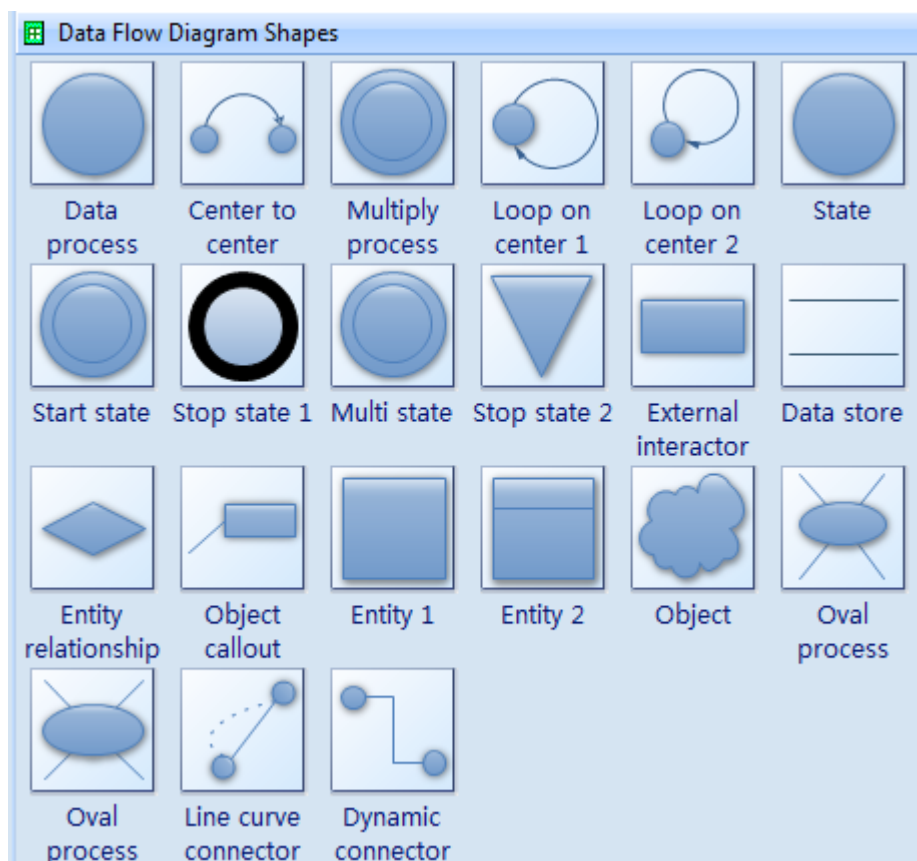 Data Flow Diagram Shapes
Data process
Center to center
Multiply process
Loop on center 1
Loop on center 2
State
Start state
Stop state 1
Multi state
Stop state 2
External interactor
Data store
Entity relationship
Object callout
Entity 1
Entity 2
Object
Oval process
Oval process
Line curve connector
Dynamic connector